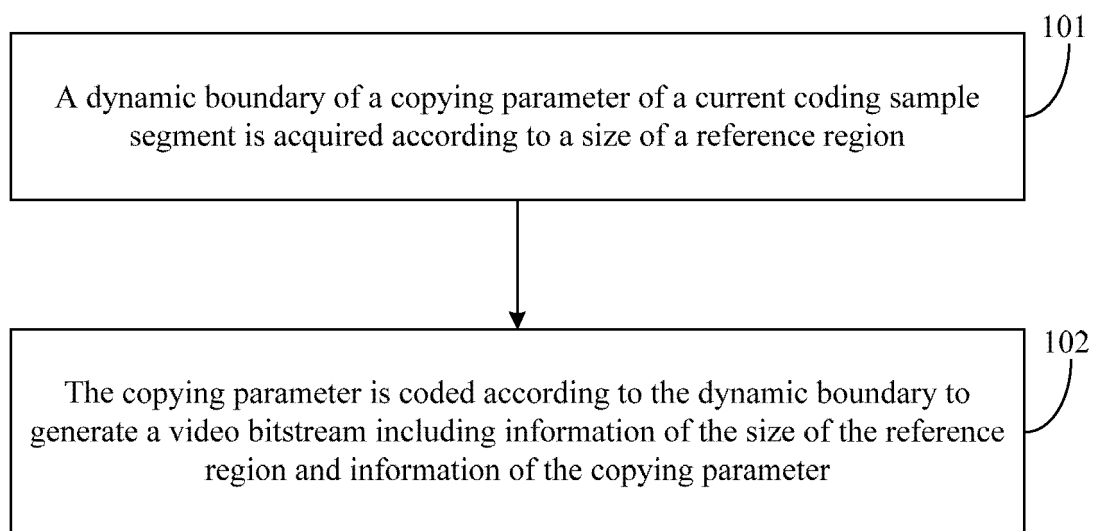 101
A dynamic boundary of a copying parameter of a current coding sample
segment is acquired according to a size of a reference region
102
The copying parameter is coded according to the dynamic boundary to
generate a video bitstream including information of the size of the reference
region and information of the copying parameter